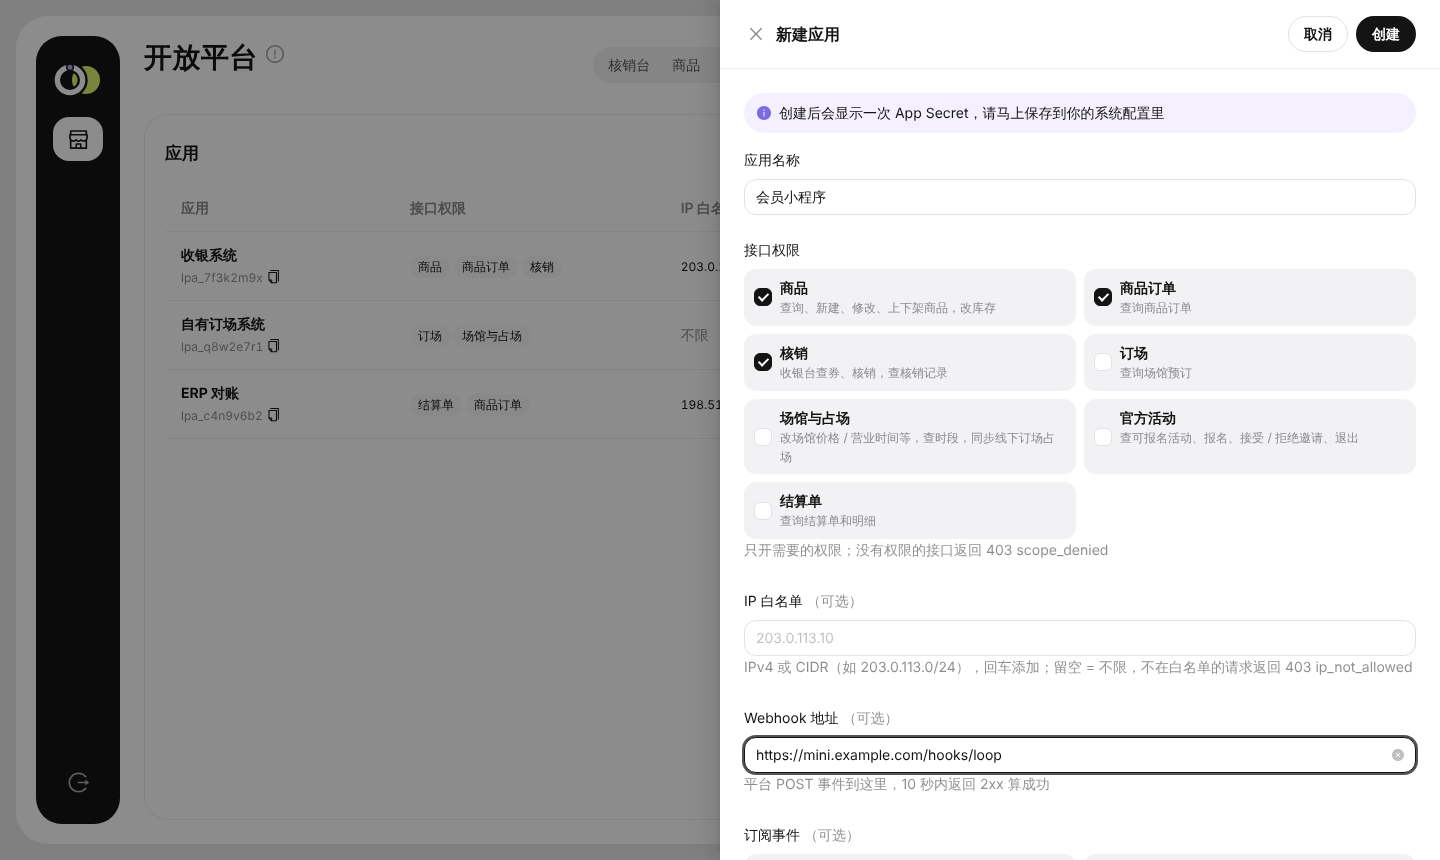 开放平台
核销台 商品
应用
应用 接口权限 IP 白名
收银系统
lpa_7f3k2m9x
商品 商品订单 核销
203.0.
自有订场系统
lpa_q8w2e7r1
订场 场馆与占场
不限
ERP 对账
lpa_c4n9v6b2
结算单 商品订单
198.51
新建应用
取消 创建
创建后会显示一次 App Secret，请马上保存到你的系统配置里
应用名称
会员小程序
接口权限
商品
查询、新建、修改、上下架商品，改库存
商品订单
查询商品订单
核销
收银台查券、核销，查核销记录
订场
查询场馆预订
场馆与占场
改场馆价格 / 营业时间等，查时段，同步线下订场占
场
官方活动
查可报名活动、报名、接受 / 拒绝邀请、退出
结算单
查询结算单和明细
只开需要的权限；没有权限的接口返回 403 scope_denied
IP 白名单 （可选）
203.0.113.10
IPv4 或 CIDR（如 203.0.113.0/24），回车添加；留空 = 不限，不在白名单的请求返回 403 ip_not_allowed
Webhook 地址 （可选）
https://mini.example.com/hooks/loop
平台 POST 事件到这里，10 秒内返回 2xx 算成功
订阅事件 （可选）